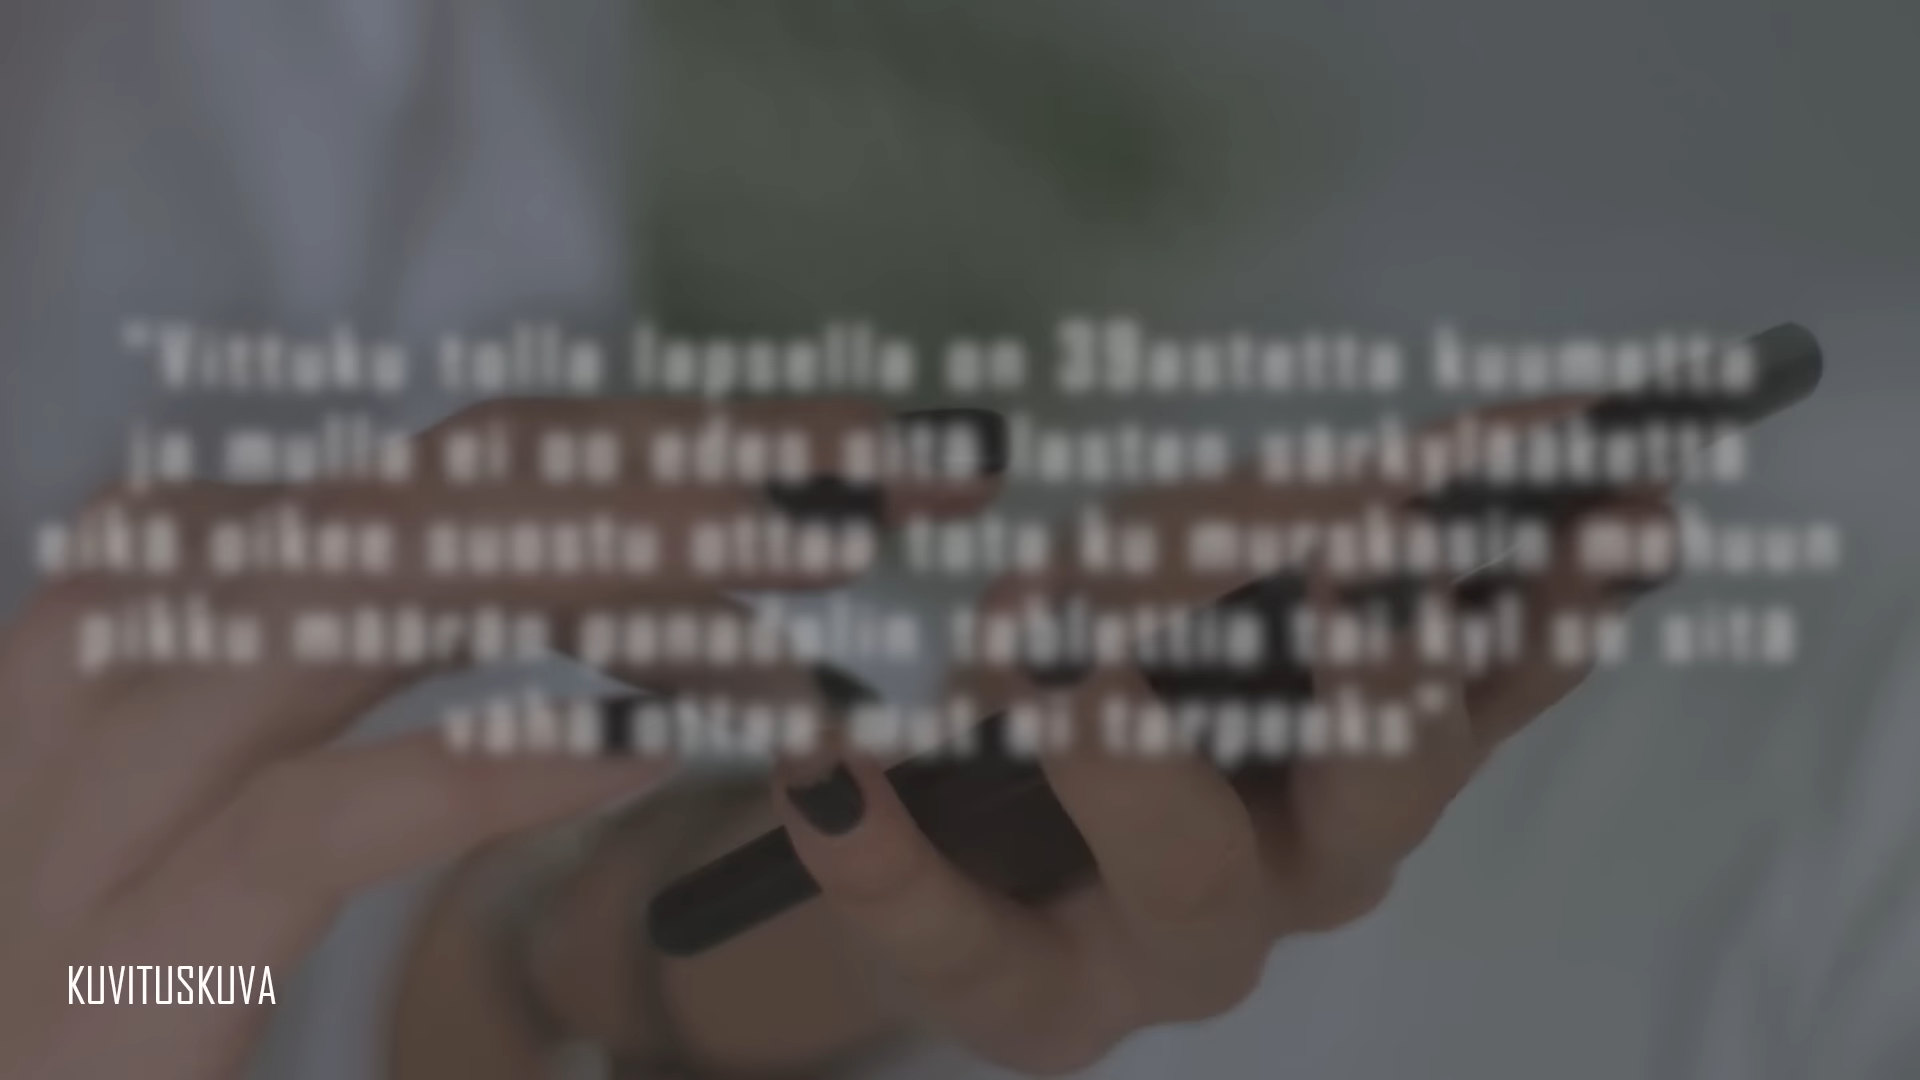 "Vittuku tolla lapsella on 39astetta kuumetta
ja mulla ei oo edes sitä lasten särkylääkettä
eikä oikee suostu ottaa tota ku murskasin mehuun
pikku määrän panadolin tablettia tai kyl se sitä
vähä ottaa mut ei tarpeeks"
KUVITUSKUVA